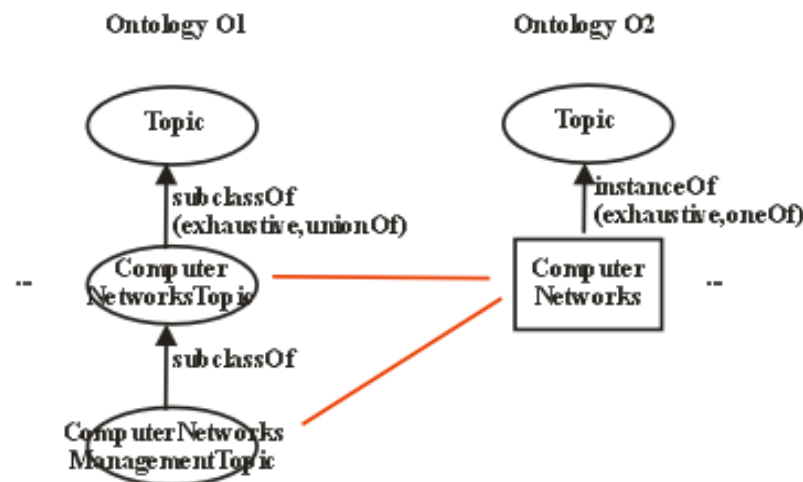 Ontology O1
Ontology O2
Topic
Topic
subclassOf
(exhaustive,unionOf)
instanceOf
(exhaustive,oneOf)
...
Computer
NetworksTopic
Computer
Networks
...
subclassOf
ComputerNetworks
ManagementTopic